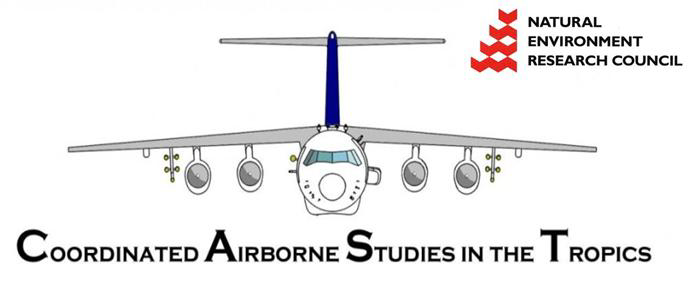 NATURAL
ENVIRONMENT
RESEARCH COUNCIL
COORDINATED AIRBORNE STUDIES IN THE TROPICS